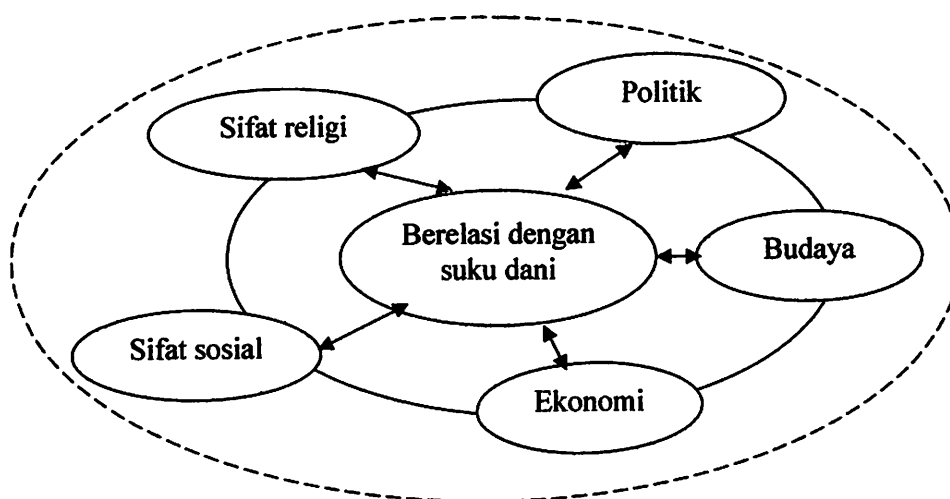 Politik
Sifat religi
Berelasi dengan
suku dani
Budaya
Sifat sosial
Ekonomi